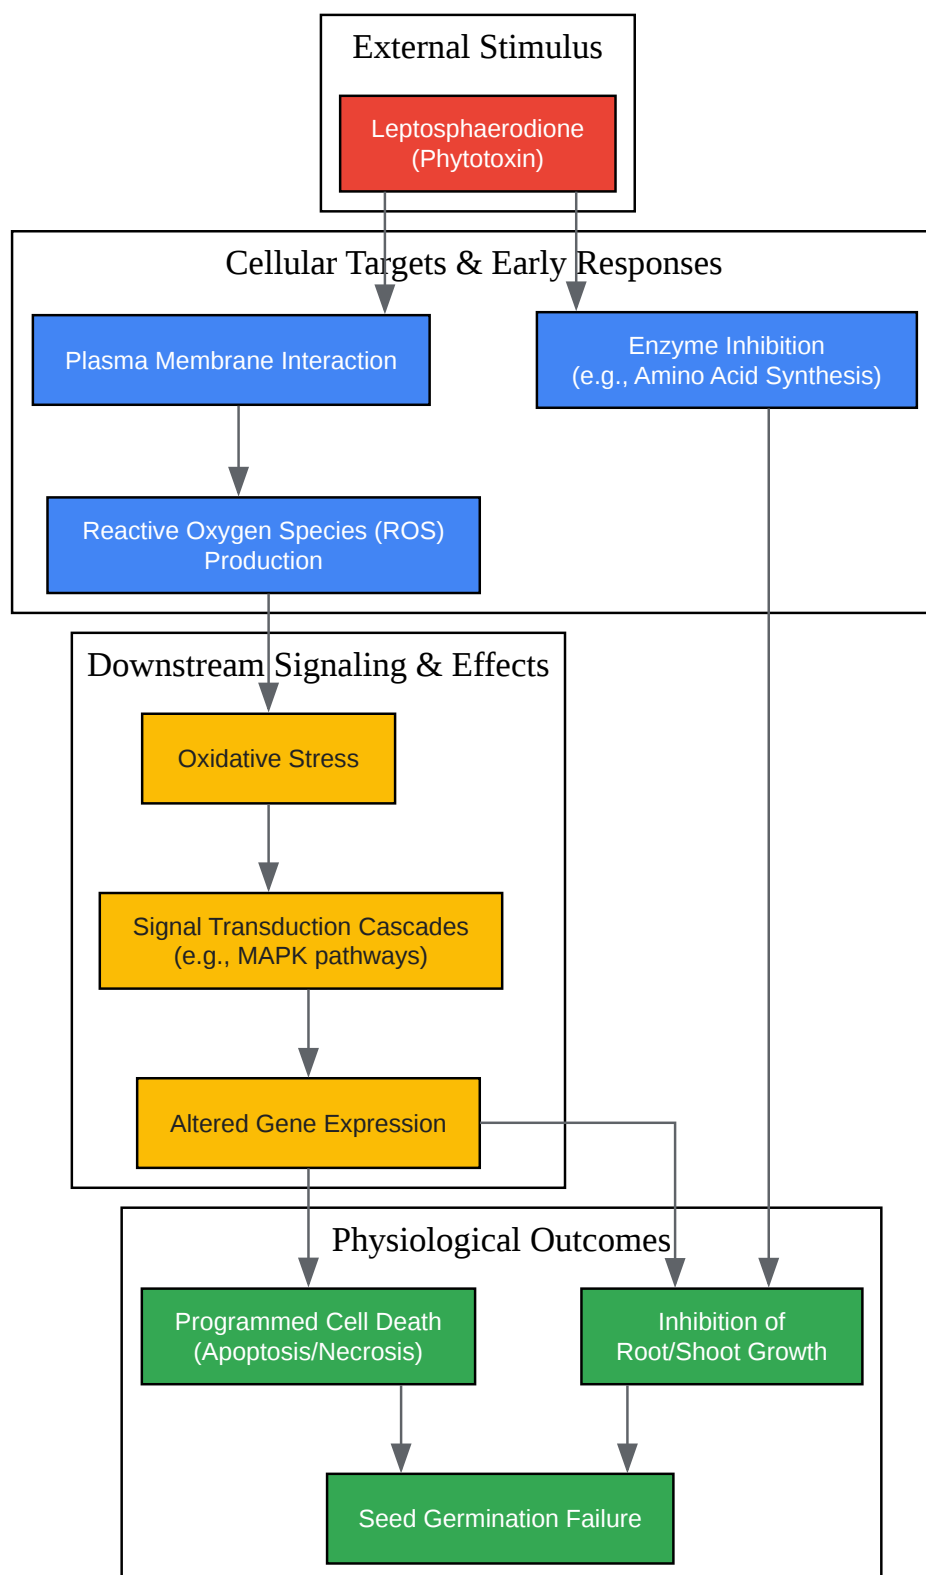 External Stimulus
Leptosphaerodione
(Phytotoxin)
Cellular Targets & Early Responses
Plasma Membrane Interaction
Enzyme Inhibition
(e.g., Amino Acid Synthesis)
Reactive Oxygen Species (ROS)
Production
Downstream Signaling & Effects
Oxidative Stress
Signal Transduction Cascades
(e.g., MAPK pathways)
Altered Gene Expression
Physiological Outcomes
Programmed Cell Death
(Apoptosis/Necrosis)
Inhibition of
Root/Shoot Growth
Seed Germination Failure